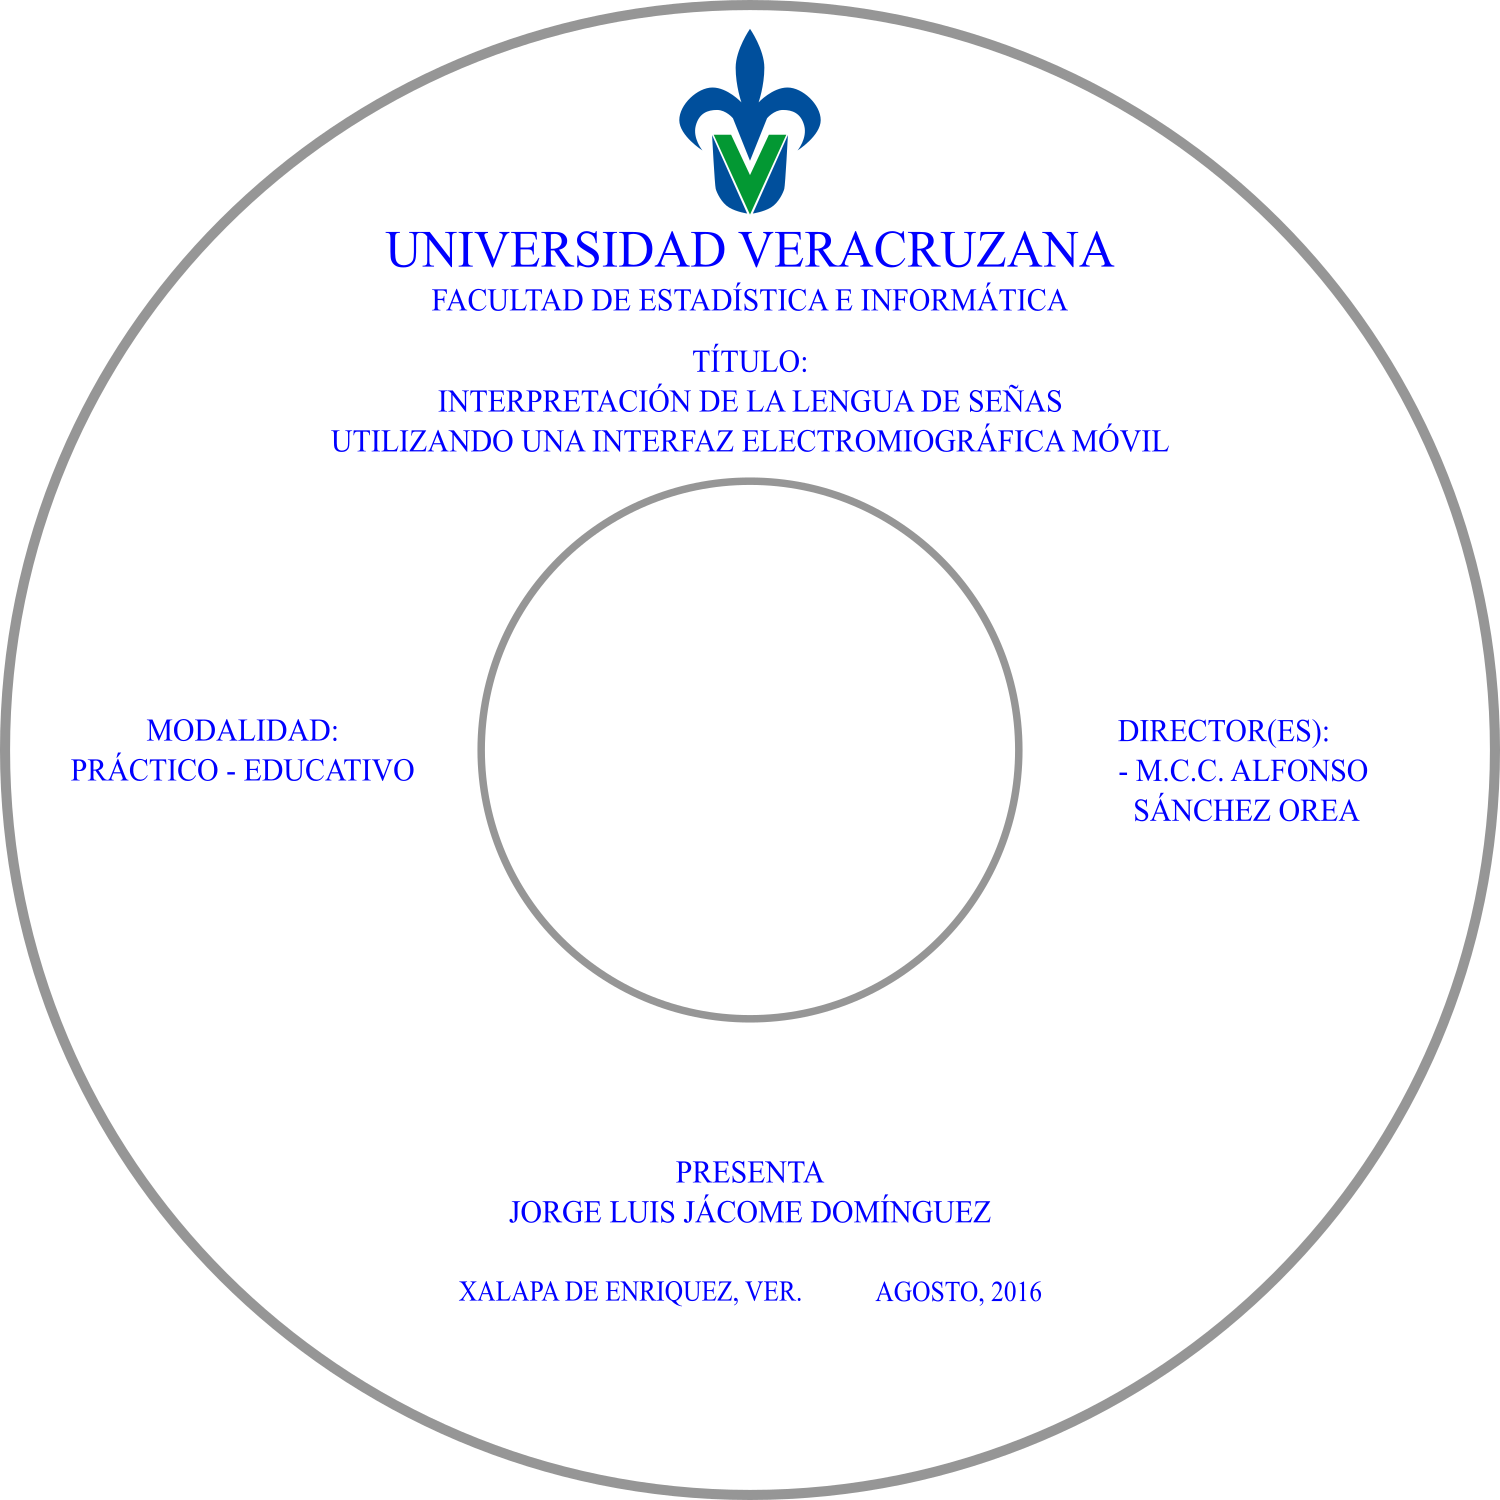 UNIVERSIDAD VERACRUZANA
FACULTAD DE ESTADÍSTICA E INFORMÁTICA
TÍTULO:
INTERPRETACIÓN DE LA LENGUA DE SEÑAS
UTILIZANDO UNA INTERFAZ ELECTROMIOGRÁFICA MÓVIL
MODALIDAD:
PRÁCTICO - EDUCATIVO
DIRECTOR(ES):
- M.C.C. ALFONSO
SÁNCHEZ OREA
PRESENTA
JORGE LUIS JÁCOME DOMÍNGUEZ
XALAPA DE ENRIQUEZ, VER. AGOSTO, 2016